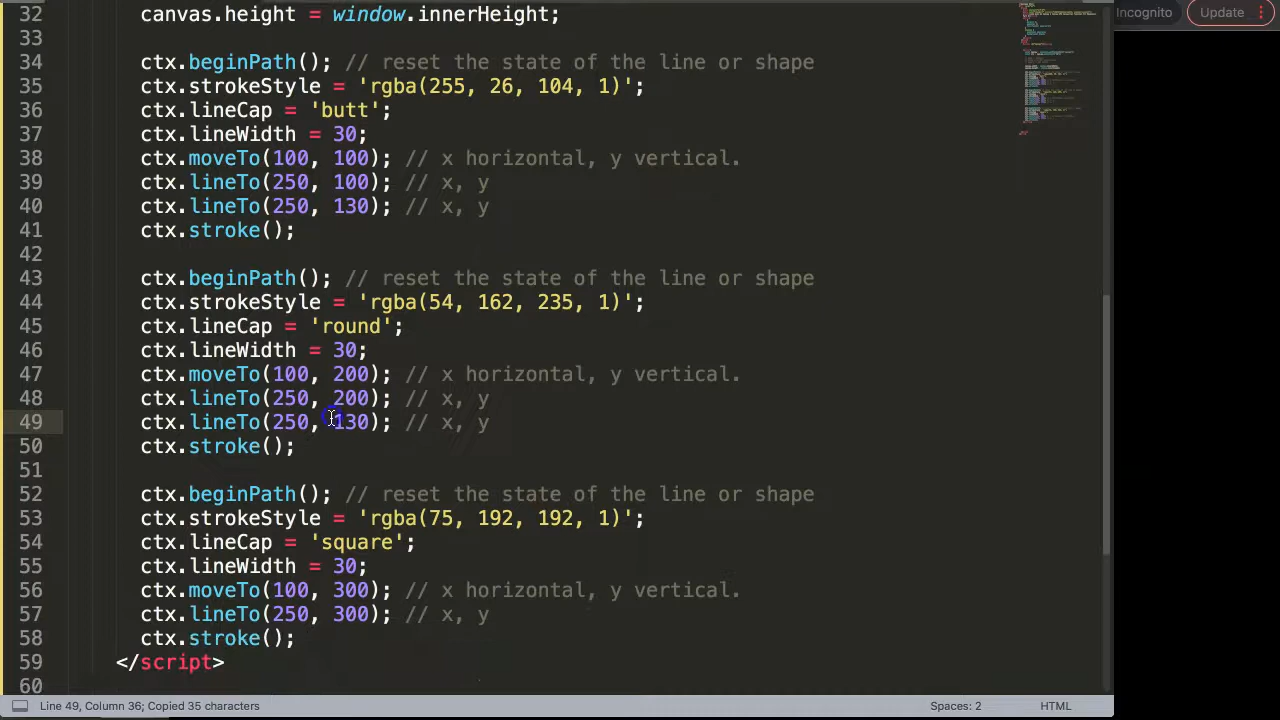 32 canvas.height = window.innerHeight;
Incognito
Update
33
34 ctx.beginPath(); // reset the state of the line or shape
35 ctx.strokeStyle = 'rgba(255, 26, 104, 1)';
36 ctx.lineCap = 'butt';
37 ctx.lineWidth = 30;
38 ctx.moveTo(100, 100); // x horizontal, y vertical.
39 ctx.lineTo(250, 100); // x, y
40 ctx.lineTo(250, 130); // x, y
41 ctx.stroke();
42
43 ctx.beginPath(); // reset the state of the line or shape
44 ctx.strokeStyle = 'rgba(54, 162, 235, 1)';
45 ctx.lineCap = 'round';
46 ctx.lineWidth = 30;
47 ctx.moveTo(100, 200); // x horizontal, y vertical.
48 ctx.lineTo(250, 200); // x, y
49 ctx.lineTo(250, 130); // x, y
50 ctx.stroke();
51
52 ctx.beginPath(); // reset the state of the line or shape
53 ctx.strokeStyle = 'rgba(75, 192, 192, 1)';
54 ctx.lineCap = 'square';
55 ctx.lineWidth = 30;
56 ctx.moveTo(100, 300); // x horizontal, y vertical.
57 ctx.lineTo(250, 300); // x, y
58 ctx.stroke();
59 </script>
60
Line 49, Column 36; Copied 35 characters
Spaces: 2
HTML